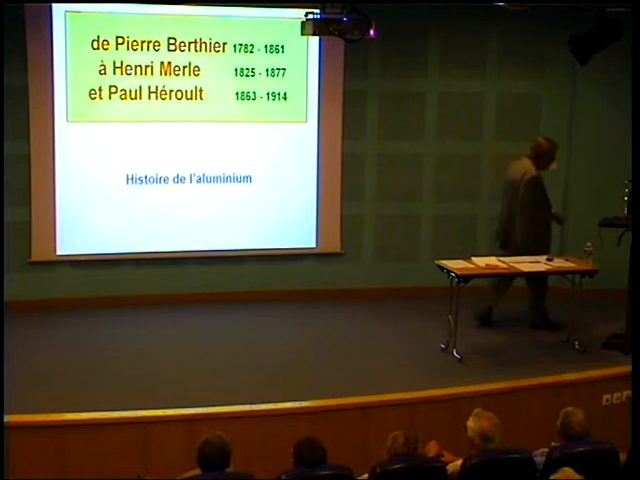 de Pierre Berthier 1782 - 1861
à Henri Merle 1825 - 1877
et Paul Héroult 1863 - 1914
Histoire de l'aluminium